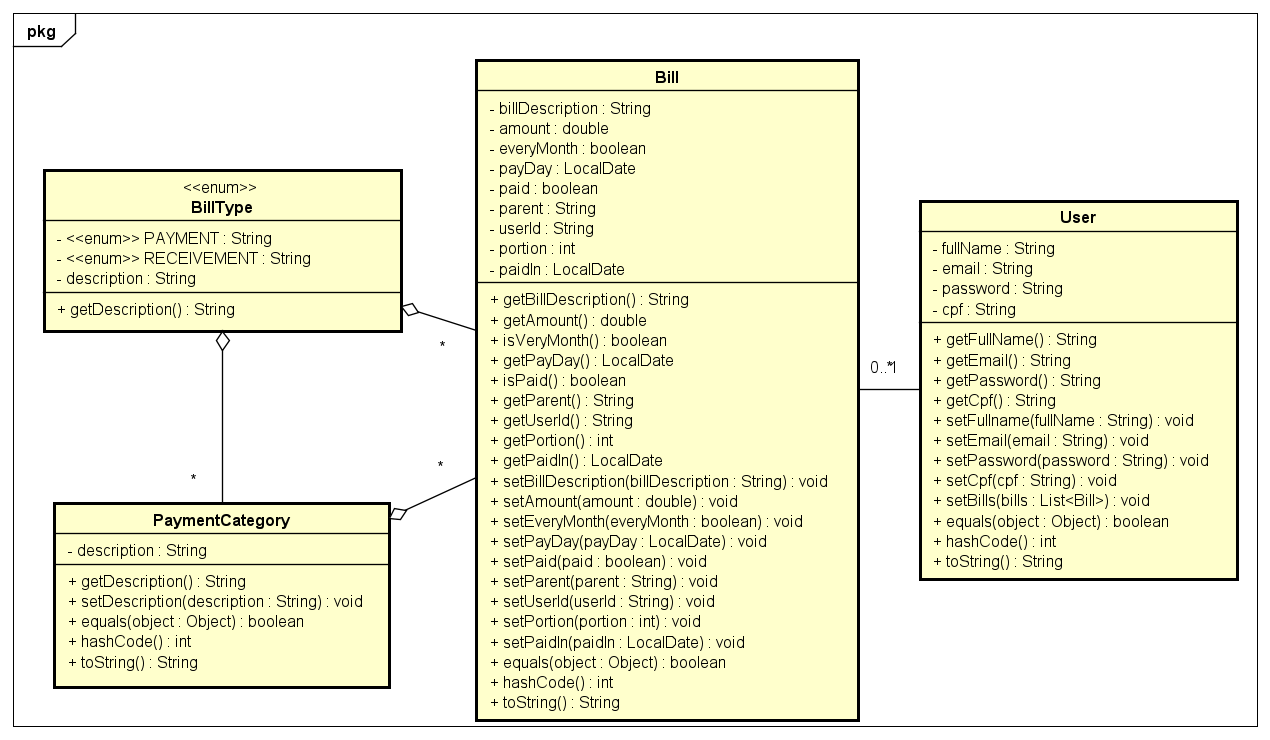 pkg
<<enum>>
BillType
- <<enum>> PAYMENT : String
- <<enum>> RECEIVEMENT : String
- description : String
+ getDescription() : String
*
*
PaymentCategory
- description : String
+ getDescription() : String
+ setDescription(description : String) : void
+ equals(object : Object) : boolean
+ hashCode() : int
+ toString() : String
*
Bill
- billDescription : String
- amount : double
- everyMonth : boolean
- payDay : LocalDate
- paid : boolean
- parent : String
- userId : String
- portion : int
- paidIn : LocalDate
+ getBillDescription() : String
+ getAmount() : double
+ isVeryMonth() : boolean
+ getPayDay() : LocalDate
+ isPaid() : boolean
+ getParent() : String
+ getUserId() : String
+ getPortion() : int
+ getPaidIn() : LocalDate
+ setBillDescription(billDescription : String) : void
+ setAmount(amount : double) : void
+ setEveryMonth(everyMonth : boolean) : void
+ setPayDay(payDay : LocalDate) : void
+ setPaid(paid : boolean) : void
+ setParent(parent : String) : void
+ setUserId(userId : String) : void
+ setPortion(portion : int) : void
+ setPaidIn(paidIn : LocalDate) : void
+ equals(object : Object) : boolean
+ hashCode() : int
+ toString() : String
User
- fullName : String
- email : String
- password : String
- cpf : String
+ getFullName() : String
+ getEmail() : String
+ getPassword() : String
+ getCpf() : String
+ setFullname(fullName : String) : void
+ setEmail(email : String) : void
+ setPassword(password : String) : void
+ setCpf(cpf : String) : void
+ setBills(bills : List<Bill>) : void
+ equals(object : Object) : boolean
+ hashCode() : int
+ toString() : String